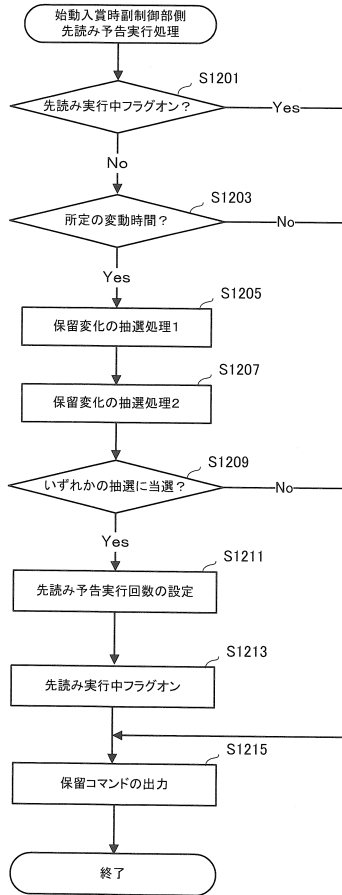 始動入賞時副制御部側
先読み予告実行処理
S1201
先読み実行中フラグオン？
Yes
No
S1203
所定の変動時間？
No
Yes
S1205
保留変化の抽選処理1
S1207
保留変化の抽選処理2
S1209
いずれかの抽選に当選？
No
Yes
S1211
先読み予告実行回数の設定
S1213
先読み実行中フラグオン
S1215
保留コマンドの出力
終了